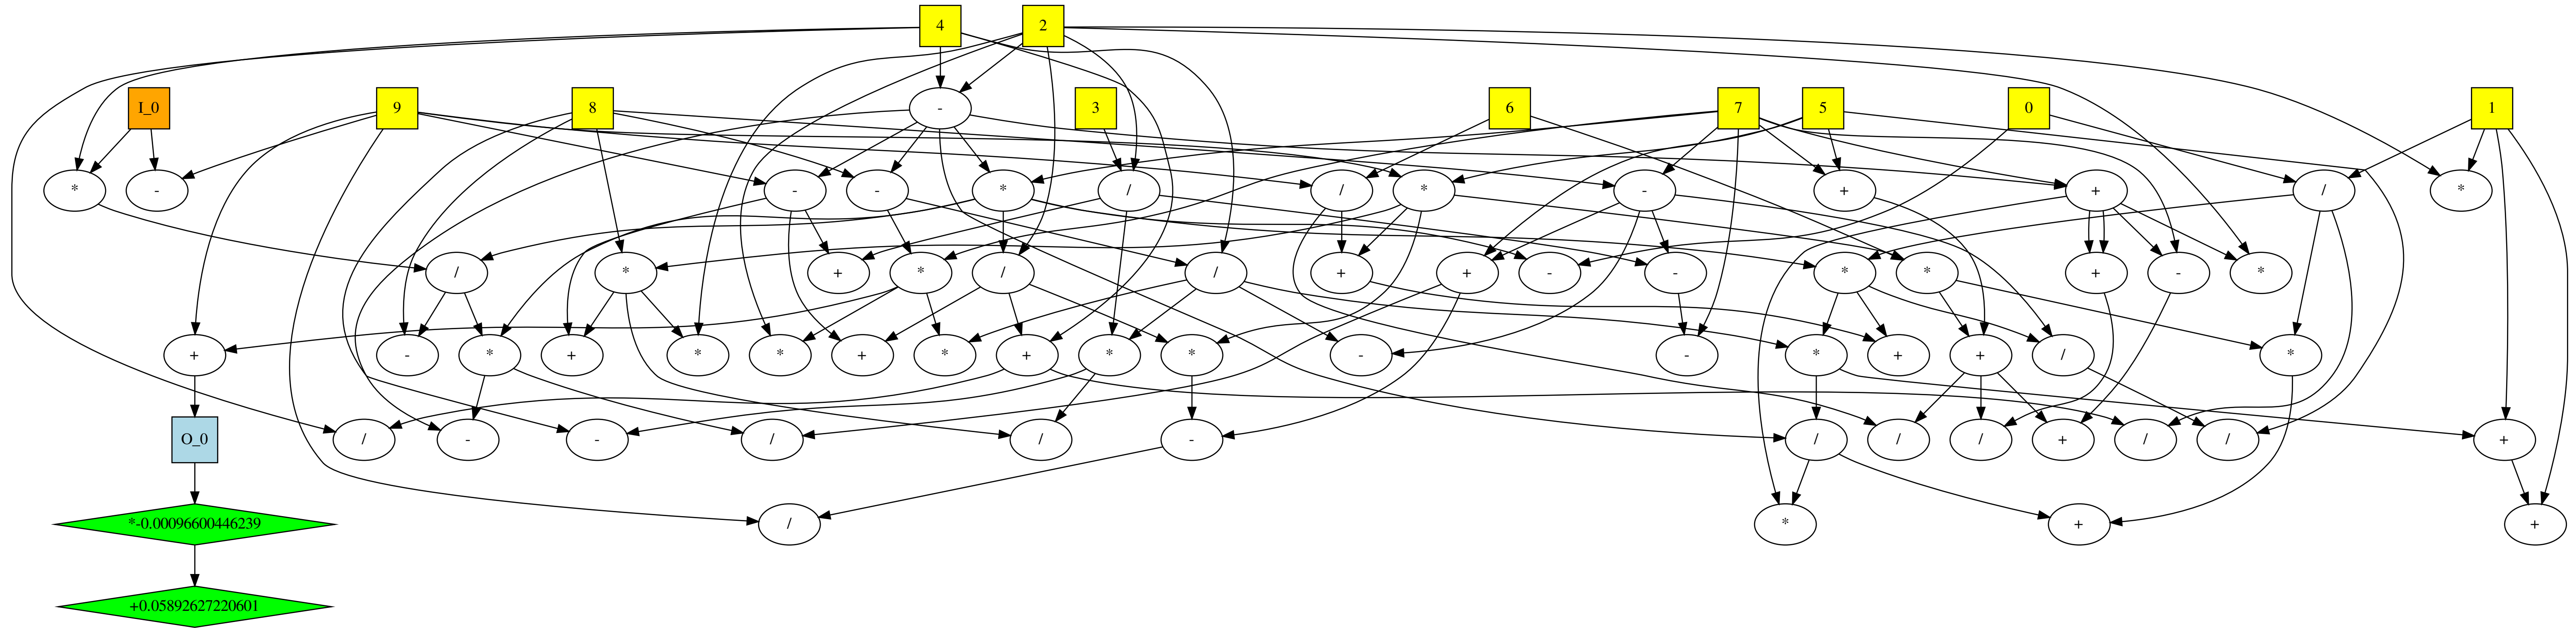 4 2
I_0 9 8 - 3 6 7 5 0 1
* - - - * / / * - + + / *
/ * + * / / + + - - * * + - *
+ - * + * * + * + * * - - * + + / *
O_0 / - - / / - / / / + / / +
*-0.00096600446239 / * + +
+0.05892627220601